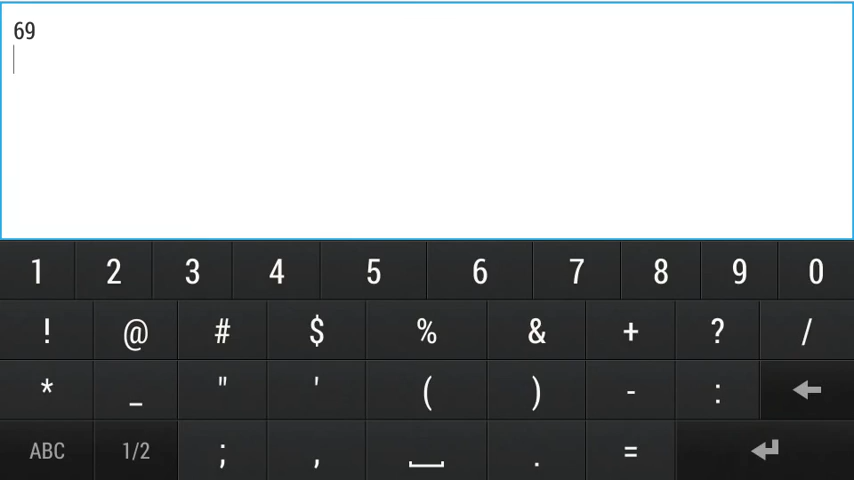 69
1 2 3 4 5 6 7 8 9 0
! @ # $ % & + ? /
* _ " ' ( ) - :
ABC 1/2 ; , . =